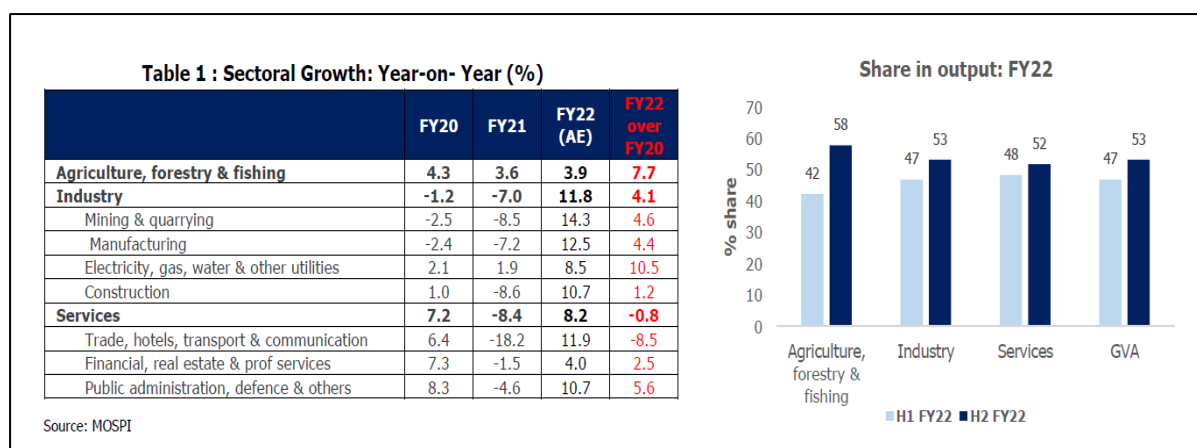 Table 1 : Sectoral Growth: Year-on- Year (%)
FY20 FY21 FY22 (AE) FY22 over FY20
Agriculture, forestry & fishing 4.3 3.6 3.9 7.7
Industry -1.2 -7.0 11.8 4.1
Mining & quarrying -2.5 -8.5 14.3 4.6
Manufacturing -2.4 -7.2 12.5 4.4
Electricity, gas, water & other utilities 2.1 1.9 8.5 10.5
Construction 1.0 -8.6 10.7 1.2
Services 7.2 -8.4 8.2 -0.8
Trade, hotels, transport & communication 6.4 -18.2 11.9 -8.5
Financial, real estate & prof services 7.3 -1.5 4.0 2.5
Public administration, defence & others 8.3 -4.6 10.7 5.6
Source: MOSPI
Share in output: FY22
% share
70
60
50
40
30
20
10
0
42 58 47 53 48 52 47 53
Agriculture, forestry & fishing
Industry
Services
GVA
H1 FY22 H2 FY22